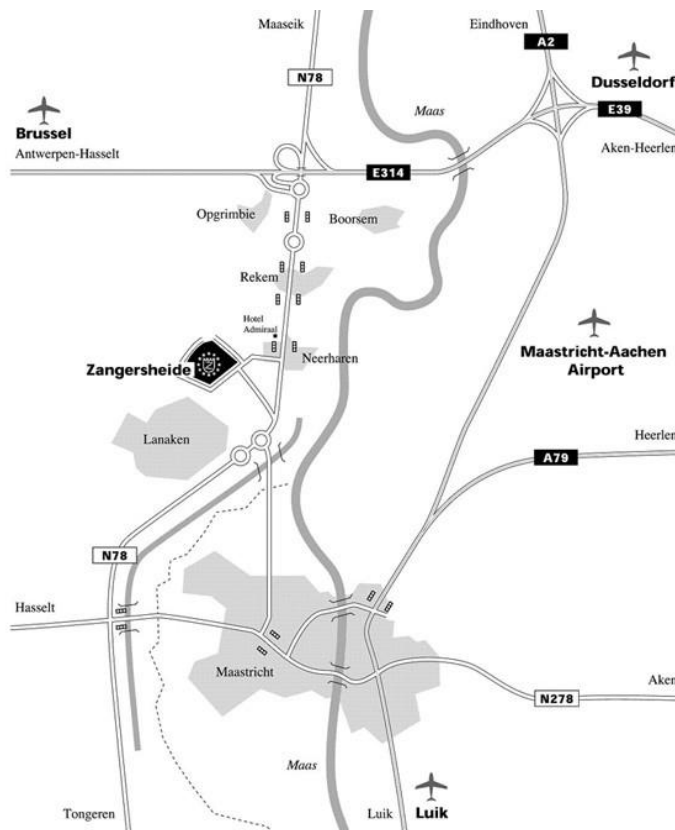 Maaseik
Eindhoven
A2
N78
Dusseldorf
Maas
E39
Brussel
Antwerpen-Hasselt
Aken-Heerlen
E314
Opgrimbie
Boorsem
Rekem
Hotel
Admiraal
Maastricht-Aachen
Airport
Neerharen
Zangersheide
Lanaken
Heerlen
A79
N78
Hasselt
Maastricht
Aken
N278
Maas
Tongeren
Luik
Luik